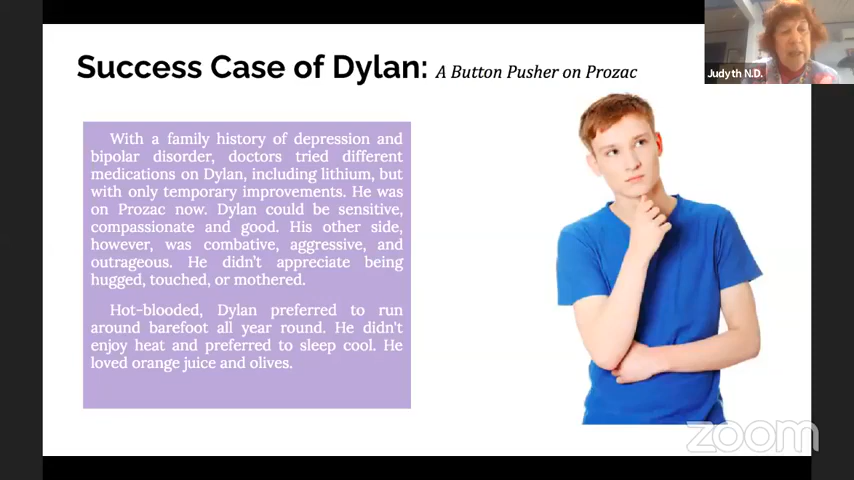 Success Case of Dylan: A Button Pusher on Prozac
Judyth N.D.
With a family history of depression and
bipolar disorder, doctors tried different
medications on Dylan, including lithium, but
with only temporary improvements. He was
on Prozac now. Dylan could be sensitive,
compassionate and good. His other side,
however, was combative, aggressive, and
outrageous. He didn't appreciate being
hugged, touched, or mothered.
Hot-blooded, Dylan preferred to run
around barefoot all year round. He didn't
enjoy heat and preferred to sleep cool. He
loved orange juice and olives.
zoom